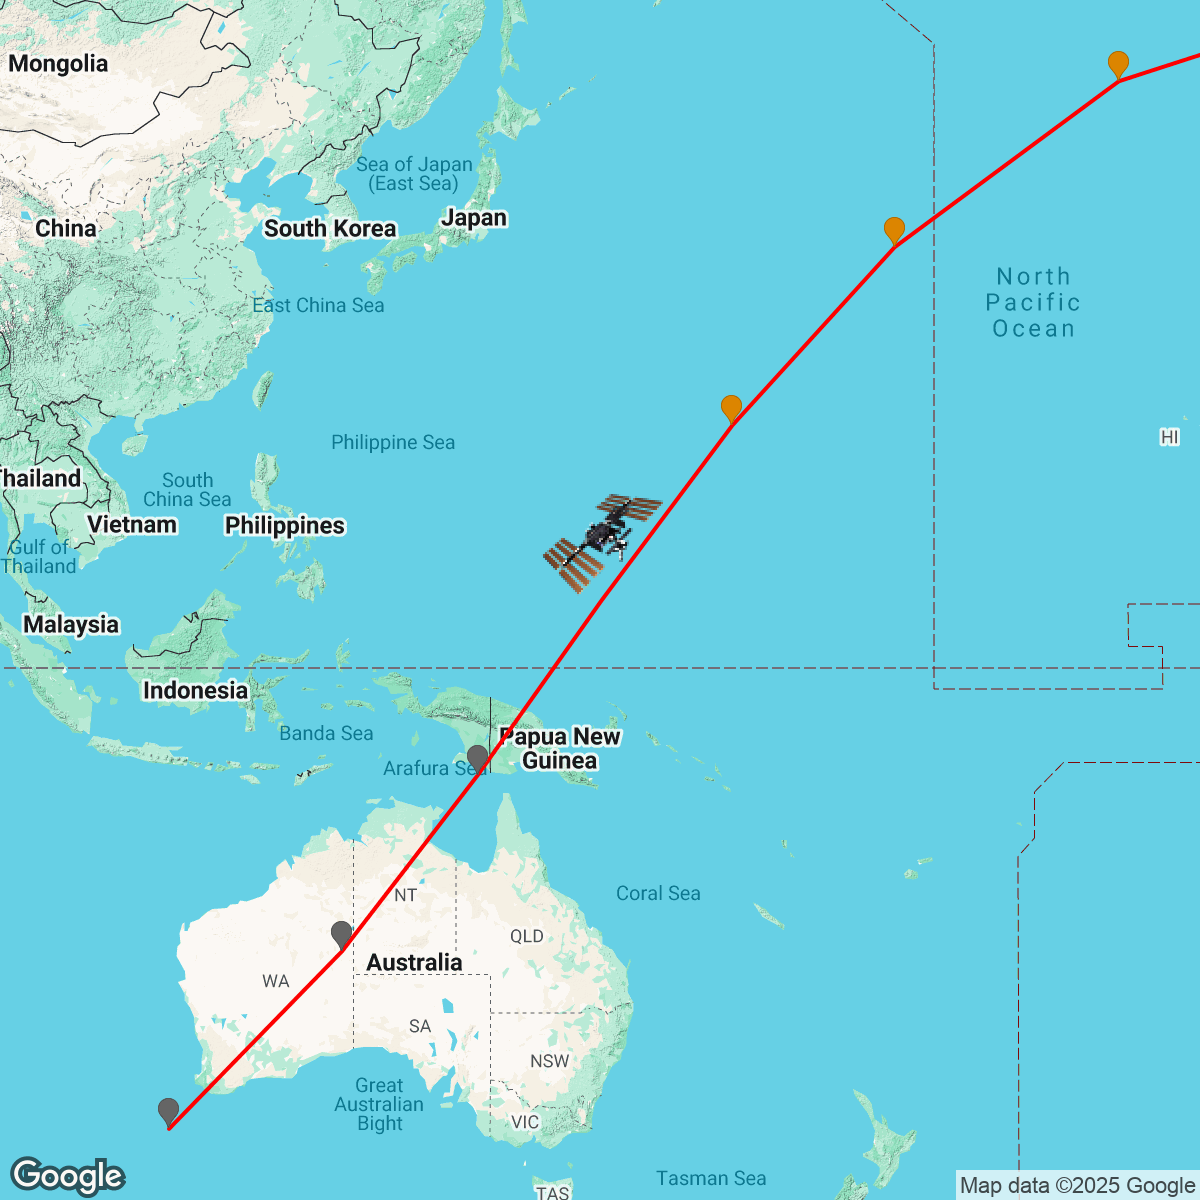 Mongolia
Sea of Japan
(East Sea)
Japan
China
South Korea
North
Pacific
Ocean
East China Sea
HI
Philippine Sea
Thailand
South
China Sea
Vietnam
Philippines
Gulf of
Thailand
Malaysia
Indonesia
Banda Sea
Papua New
Guinea
Arafura Sea
NT
Coral Sea
QLD
Australia
WA
SA
NSW
Great
Australian
Bight
VIC
Tasman Sea
TAS
Google
Map data ©2025 Google